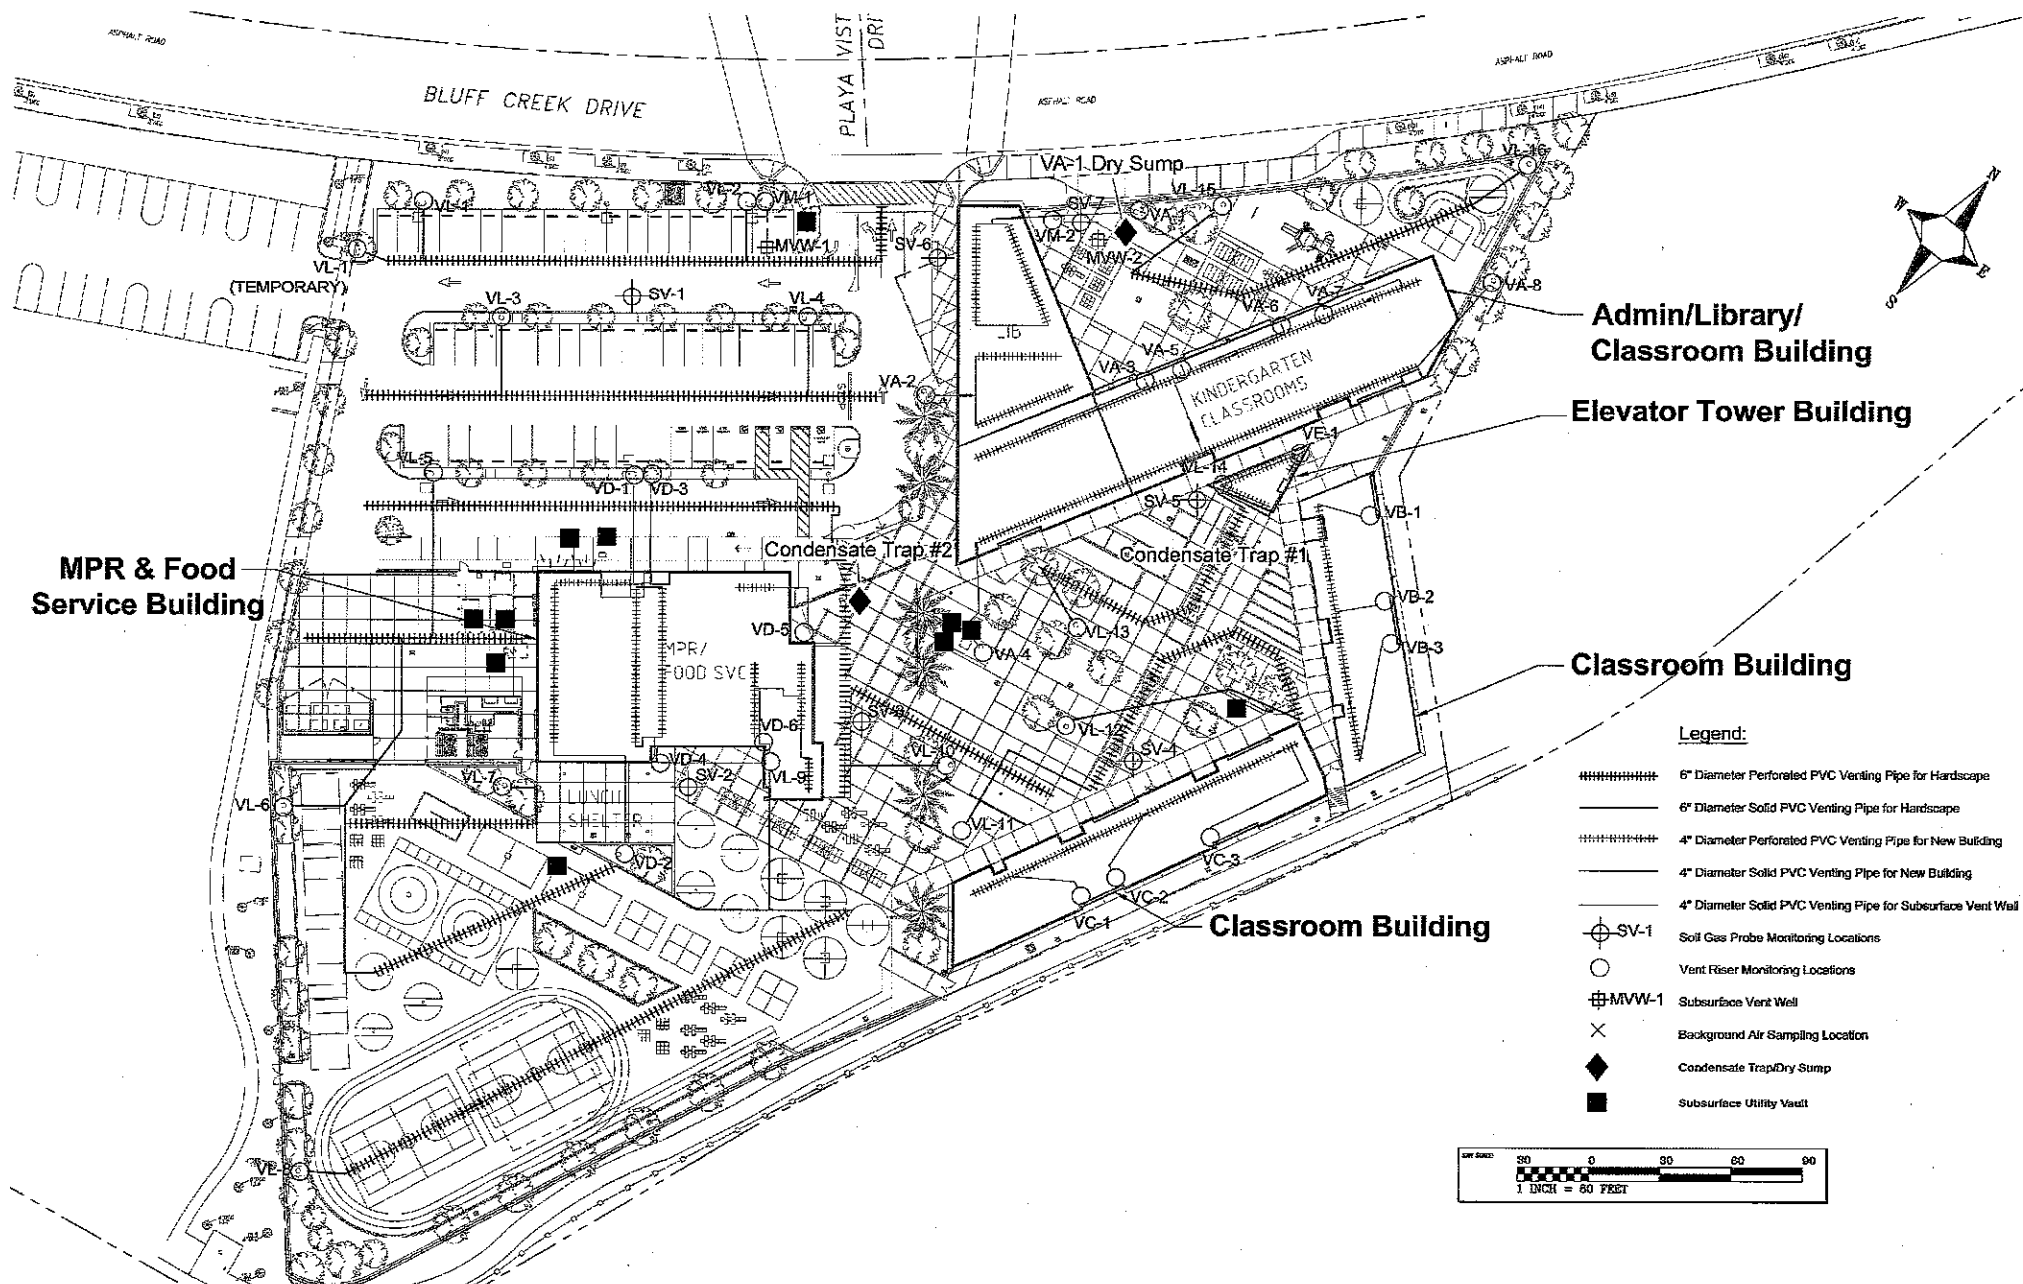 ASPHALT ROAD
BLUFF CREEK DRIVE
PLAYA VIST
DRI
ASPHALT ROAD
ASPHALT ROAD
VA-1 Dry Sump
VL-16
VL-1
VL-2
VM-1
VL-15
SV-7
VA-1
VM-2
MVW-1
SV-6
MVW-2
VL-1
(TEMPORARY)
N
W
E
S
VL-3
SV-1
VL-4
VA-6
VA-7
VA-8
Admin/Library/
Classroom Building
LIB
VA-5
VA-3
VA-2
KINDERGARTEN
CLASSROOMS
Elevator Tower Building
VE-1
VL-5
VD-1
VD-3
VL-14
SV-5
VB-1
Condensate Trap #2
Condensate Trap #1
MPR & Food
Service Building
VD-5
MPR/
FOOD SVC
VL-13
VA-4
VB-2
VB-3
Classroom Building
VD-6
VL-12
VL-10
SV-4
VD-4
VL-7
SV-2
VL-9
VL-6
LUNCH
SHELTER
VL-11
VD-2
VC-3
VC-2
VC-1
Classroom Building
VL-8
Legend:
6" Diameter Perforated PVC Venting Pipe for Hardscape
6" Diameter Solid PVC Venting Pipe for Hardscape
4" Diameter Perforated PVC Venting Pipe for New Building
4" Diameter Solid PVC Venting Pipe for New Building
4" Diameter Solid PVC Venting Pipe for Subsurface Vent Well
SV-1 Soil Gas Probe Monitoring Locations
Vent Riser Monitoring Locations
MVW-1 Subsurface Vent Well
Background Air Sampling Location
Condensate Trap/Dry Sump
Subsurface Utility Vault
30 0 30 60 90
1 INCH = 60 FEET